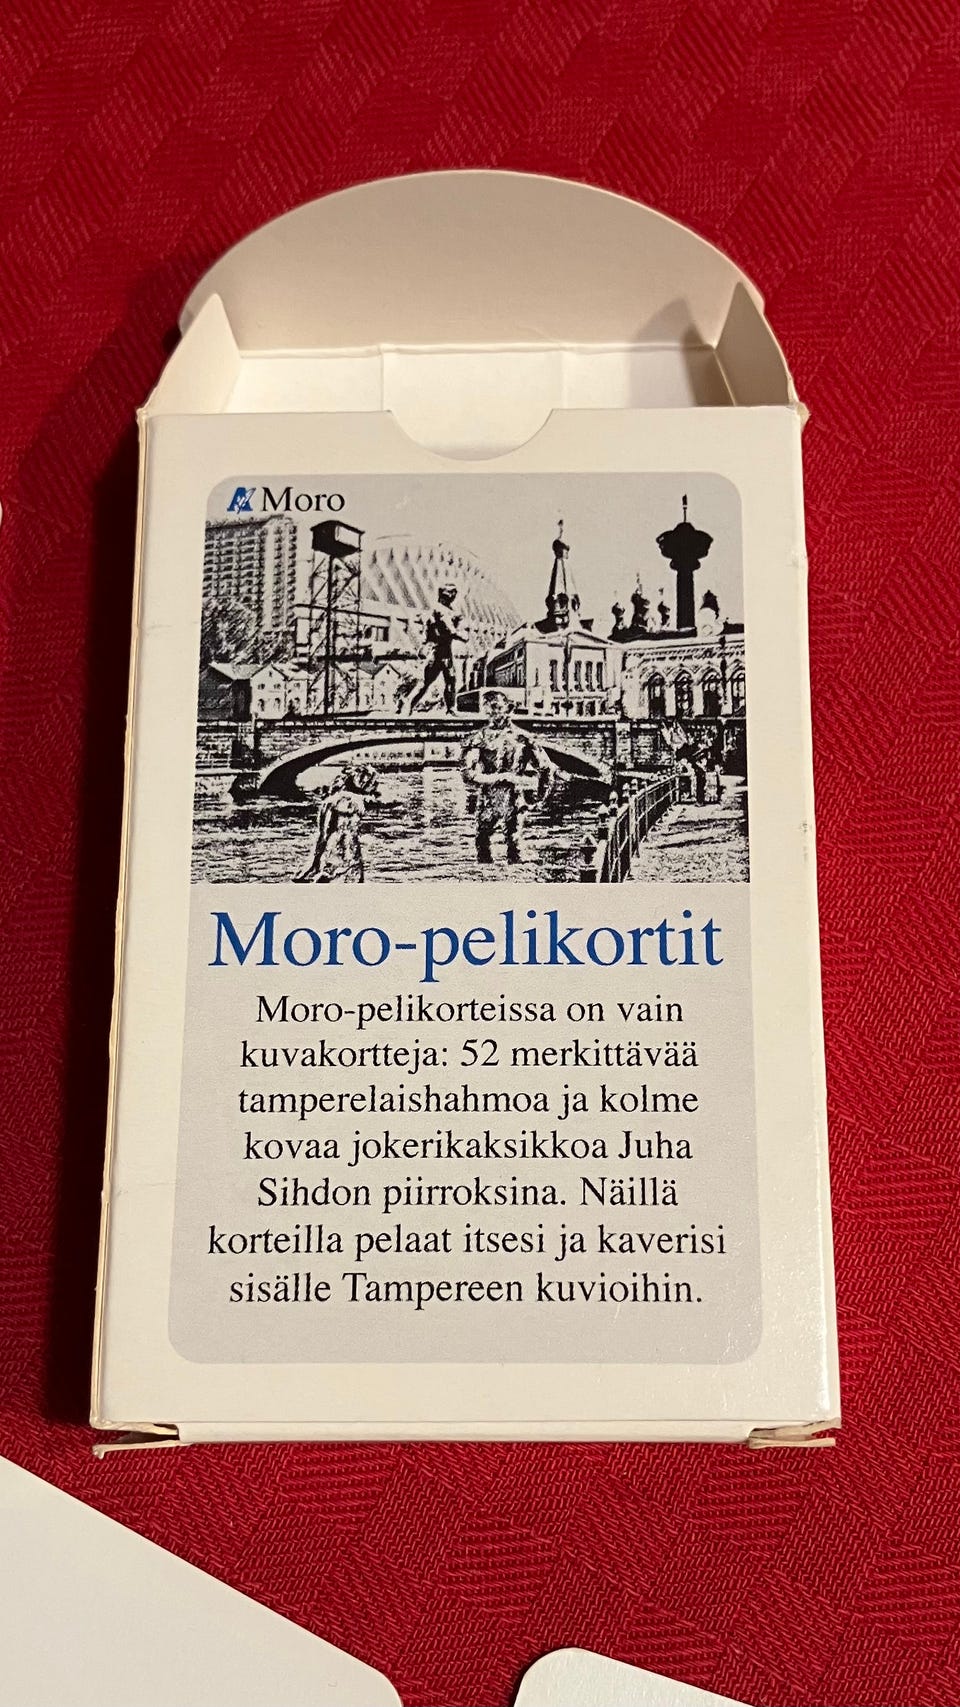 Moro
Moro-pelikortit
Moro-pelikorteissa on vain
kuvakortteja: 52 merkittävää
tamperelaishahmoa ja kolme
kovaa jokerikaksikkoa Juha
Sihdon piirroksina. Näillä
korteilla pelaat itsesi ja kaverisi
sisälle Tampereen kuvioihin.